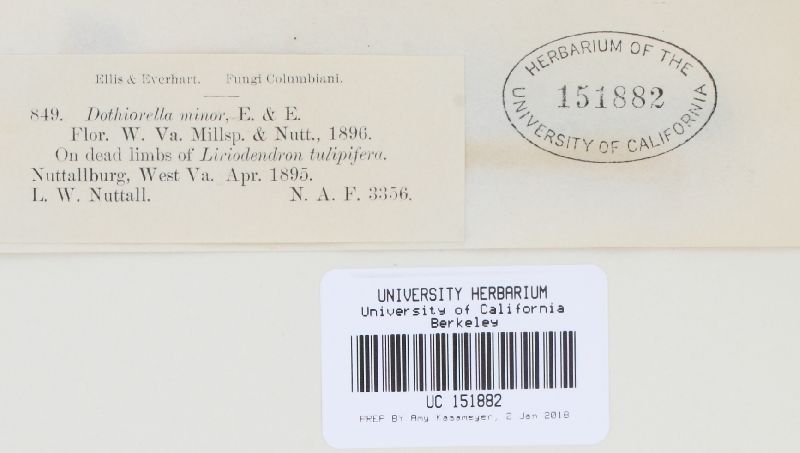 Ellis & Everhart. Fungi Columbiani.
849. Dothiorella minor, E. & E.
Flor. W. Va. Millsp. & Nutt., 1896.
On dead limbs of Liriodendron tulipifera.
Nuttallburg, West Va. Apr. 1895.
L. W. Nuttall. N. A. F. 3356.
HERBARIUM OF THE
151882
UNIVERSITY OF CALIFORNIA
UNIVERSITY HERBARIUM
University of California
Berkeley
UC 151882
PREP BY Amy Kasameyer, 2 Jan 2018